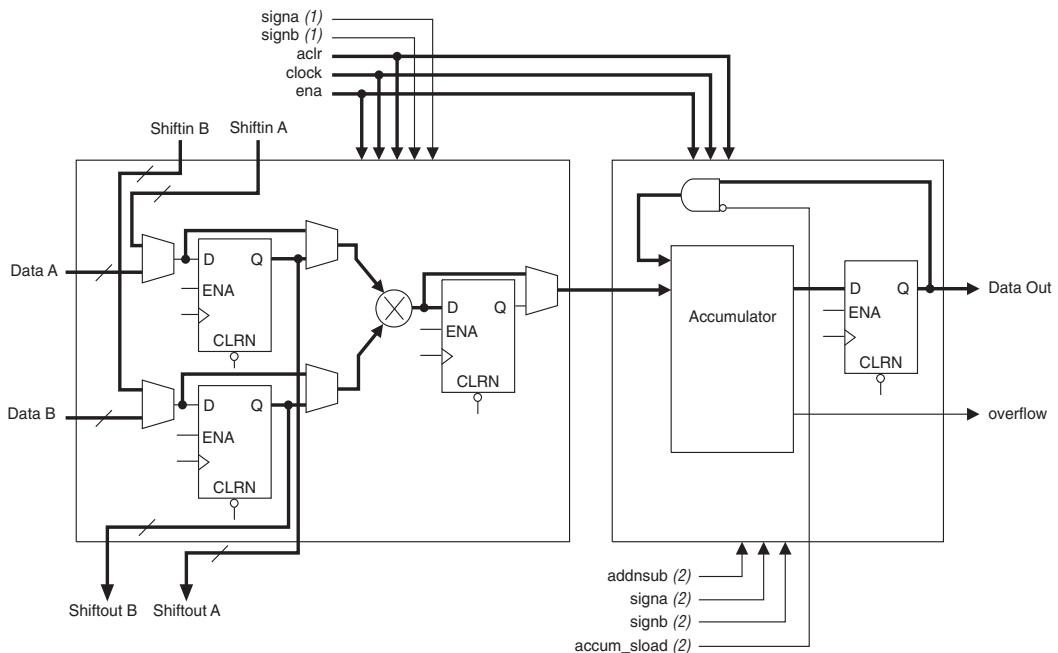 signa (1)
signb (1)
aclr
clock
ena
Shiftin B
Shiftin A
Data A
D
Q
ENA
CLRN
Data B
D
Q
ENA
CLRN
D
Q
ENA
CLRN
Accumulator
D
Q
ENA
CLRN
Data Out
overflow
Shiftout B
Shiftout A
addnsub (2)
signa (2)
signb (2)
accum_sload (2)